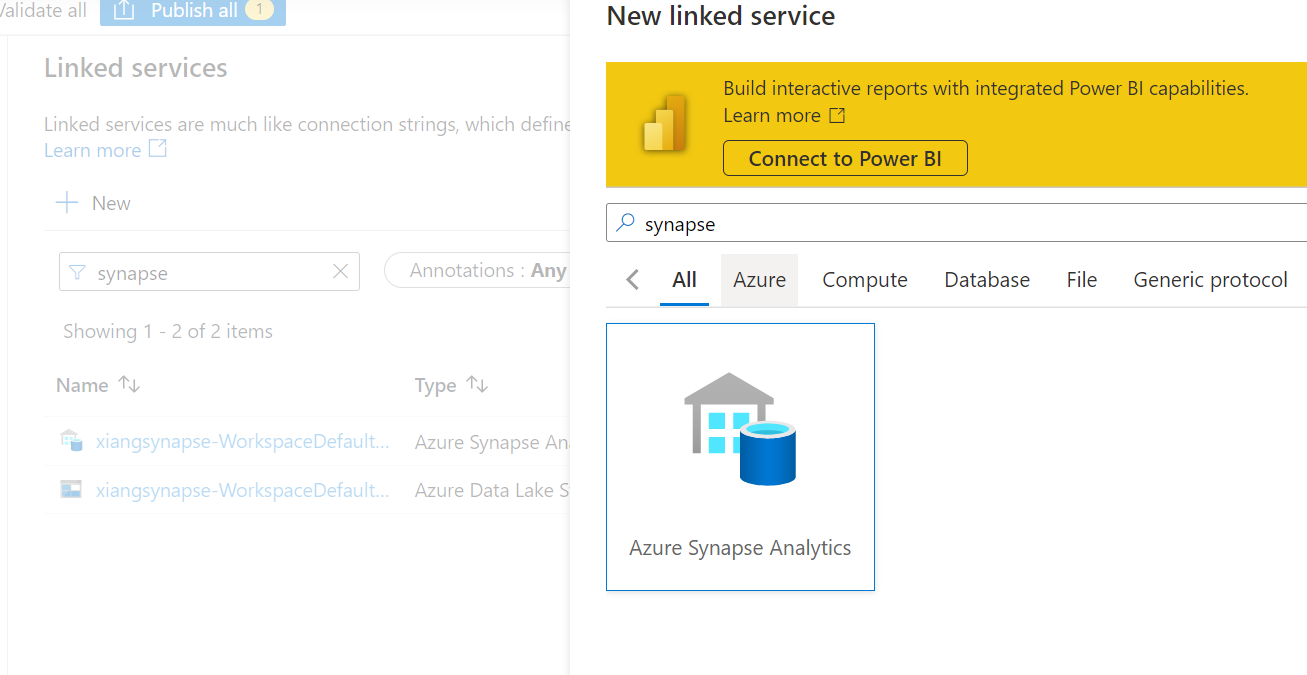 Validate all
Publish all 1
Linked services
Linked services are much like connection strings, which define
Learn more
New
synapse
Annotations : Any
Showing 1 - 2 of 2 items
Name
Type
xiangsynapse-WorkspaceDefault...
Azure Synapse Ana
xiangsynapse-WorkspaceDefault...
Azure Data Lake S
New linked service
Build interactive reports with integrated Power BI capabilities.
Learn more
Connect to Power BI
synapse
All
Azure
Compute
Database
File
Generic protocol
Azure Synapse Analytics